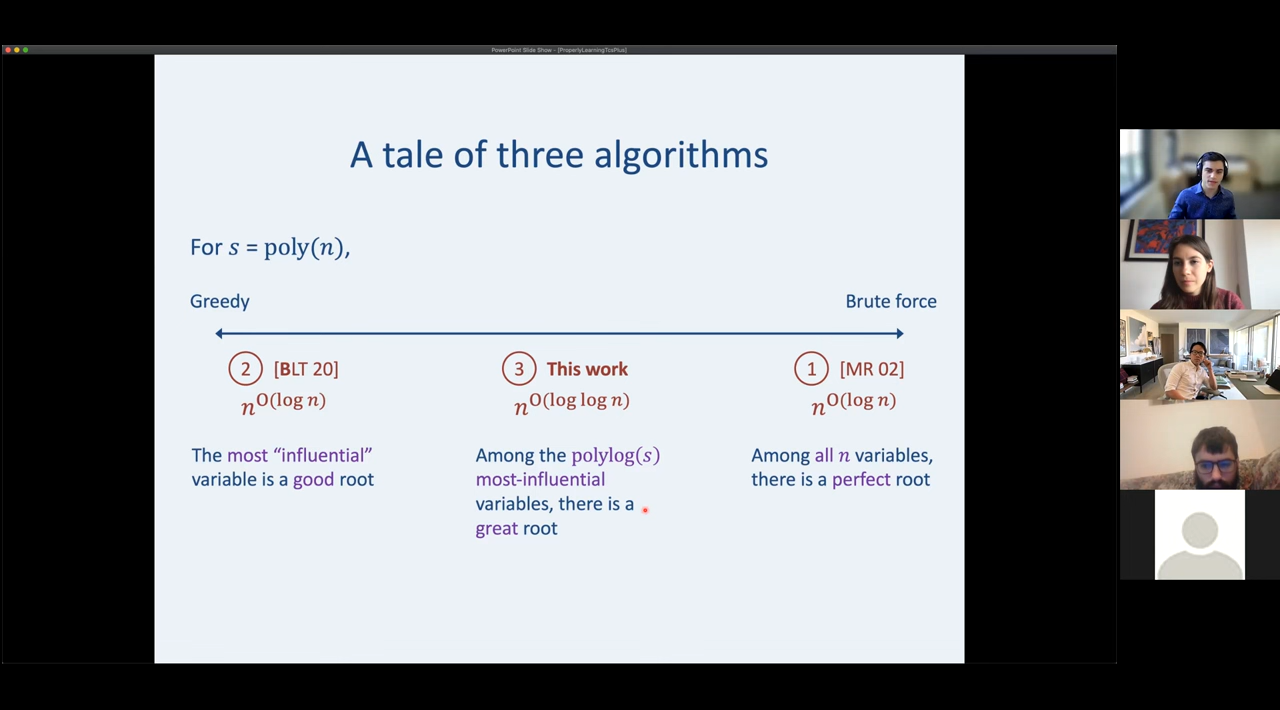 PowerPoint Slide Show - [ProperlyLearningTcsPlus]
A tale of three algorithms
For s = poly(n),
Greedy
Brute force
2 [BLT 20]
n^O(log n)
The most “influential”
variable is a good root
3 This work
n^O(log log n)
Among the polylog(s)
most-influential
variables, there is a
great root
1 [MR 02]
n^O(log n)
Among all n variables,
there is a perfect root